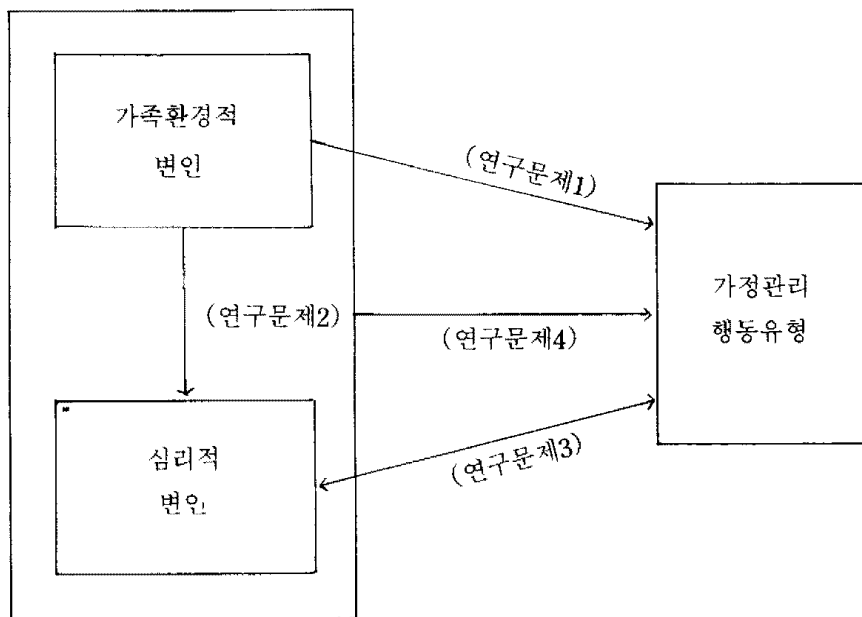 가족환경적
변인
(연구문제1)
가정관리
행동유형
(연구문제2)
(연구문제4)
심리적
변인
(연구문제3)